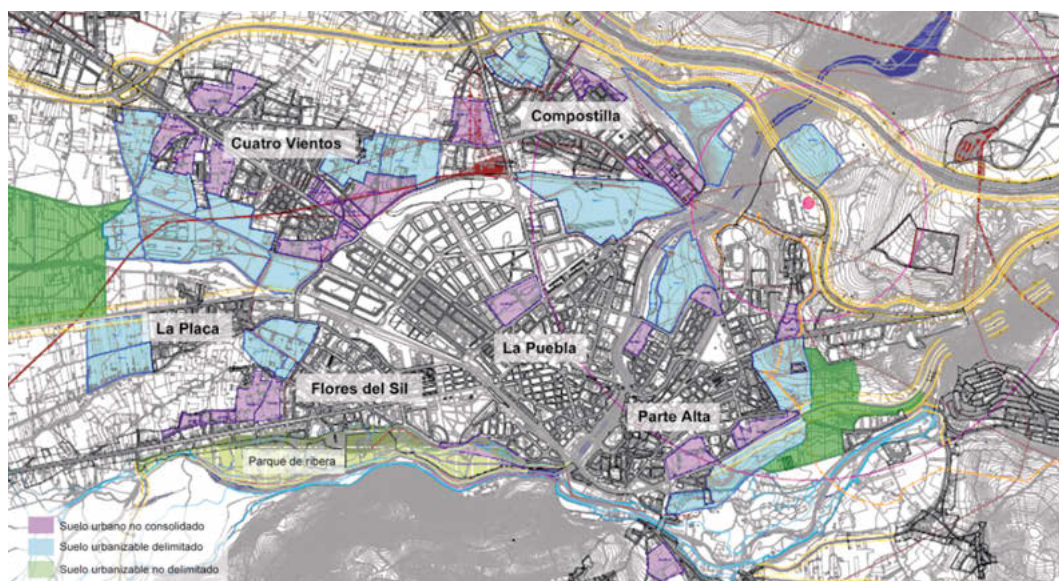 Compostilla
Cuatro Vientos
La Placa
La Puebla
Flores del Sil
Parte Alta
Parque de ribera
Suelo urbano no consolidado
Suelo urbanizable delimitado
Suelo urbanizable no delimitado